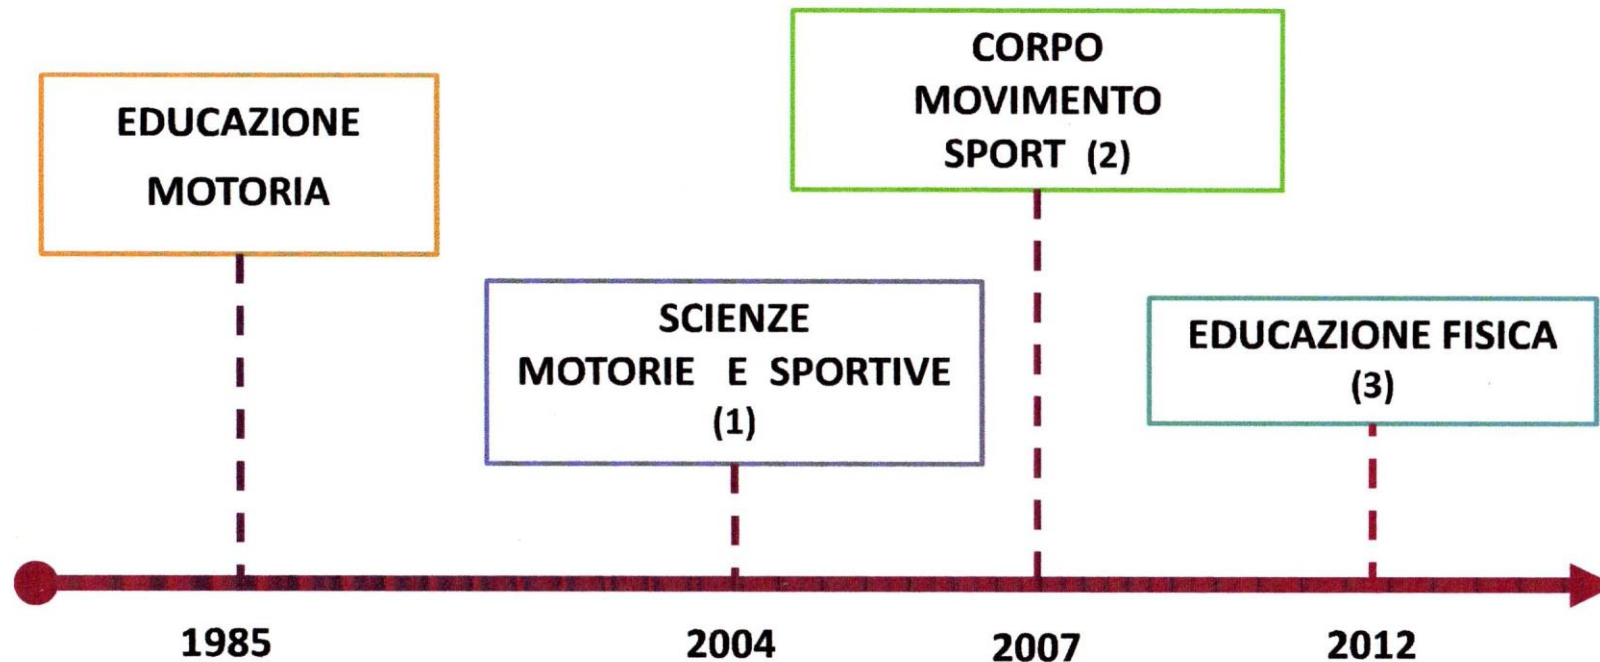 EDUCAZIONE
MOTORIA
SCIENZE
MOTORIE E SPORTIVE
(1)
CORPO
MOVIMENTO
SPORT (2)
EDUCAZIONE FISICA
(3)
1985
2004
2007
2012